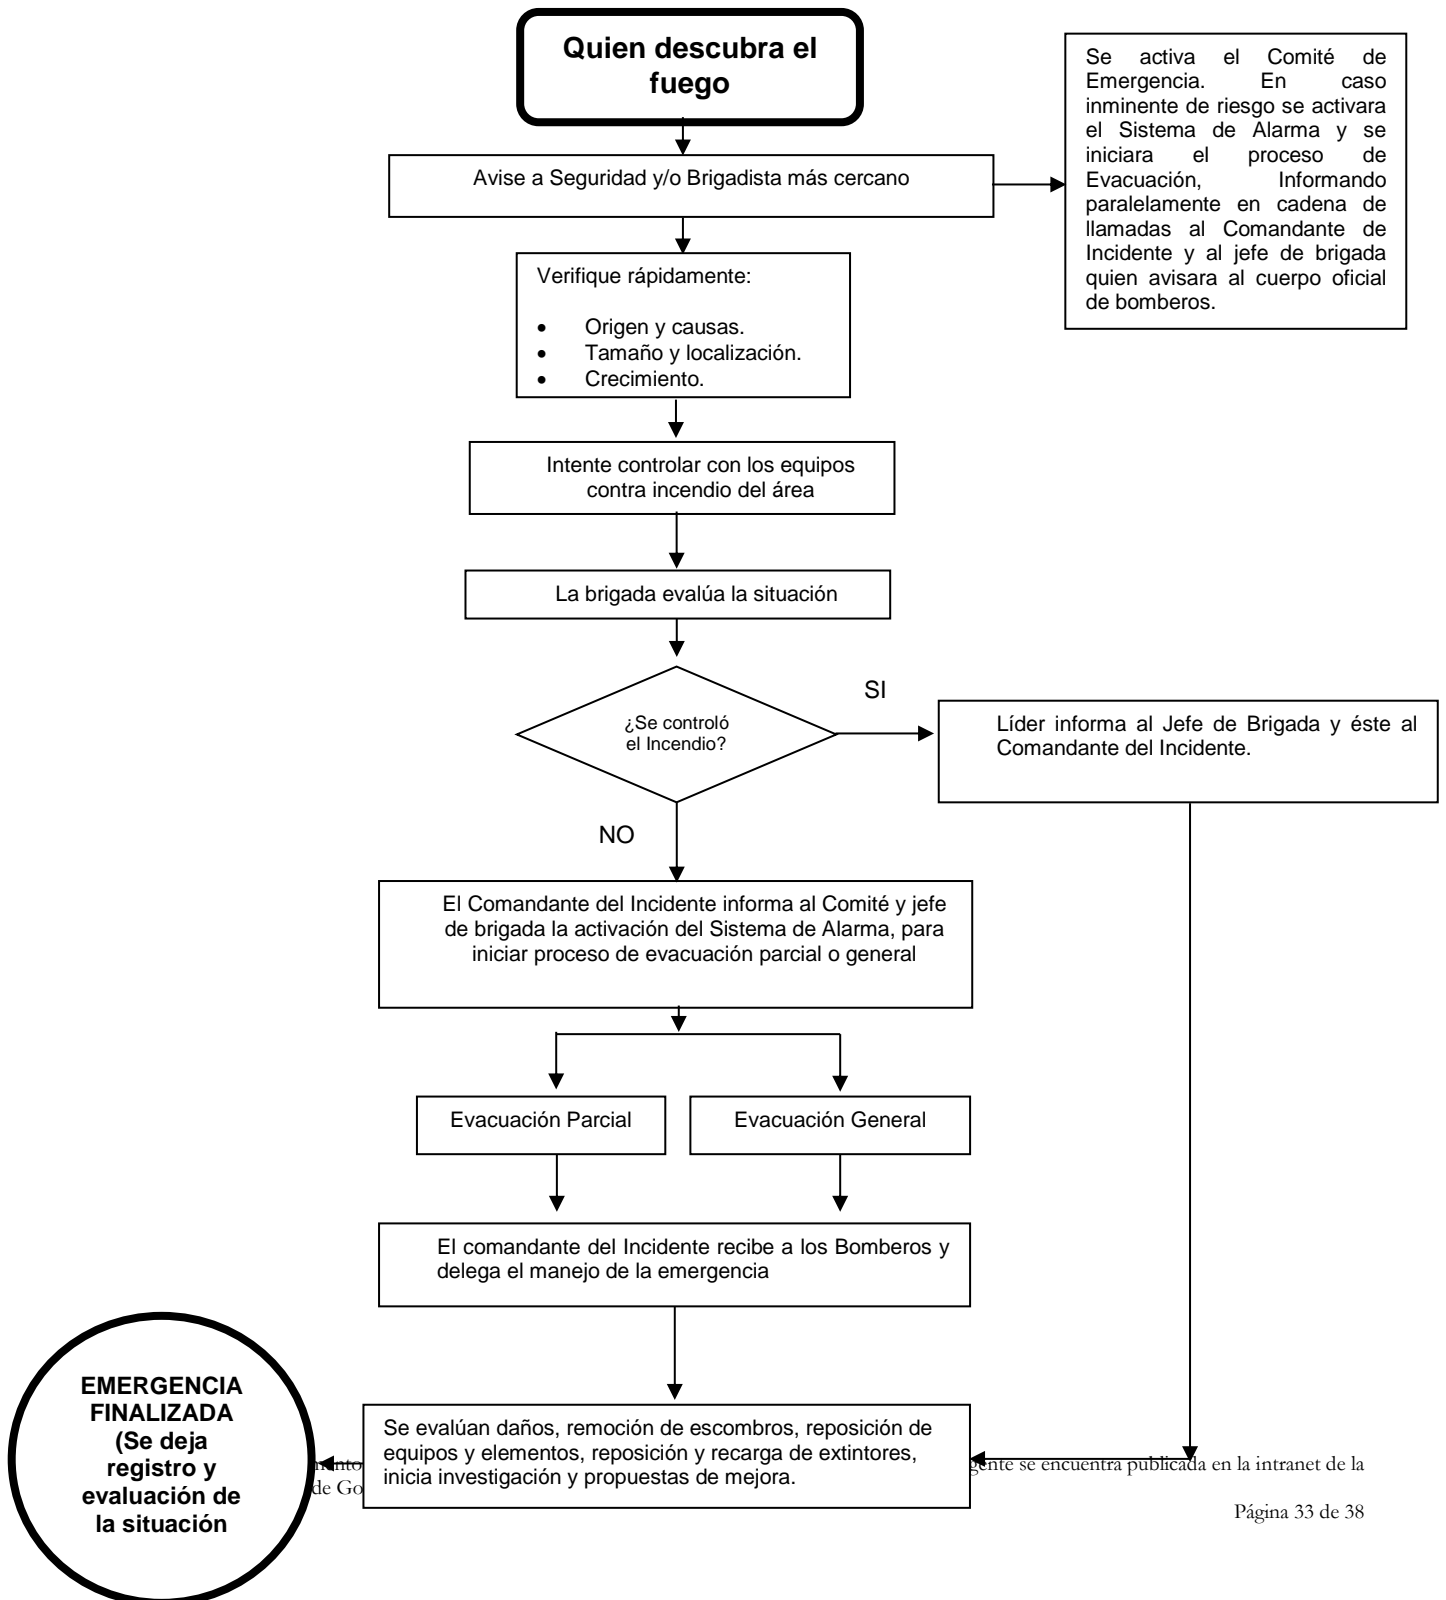 Quien descubra el
fuego
Se activa el Comité de
Emergencia. En caso
inminente de riesgo se activara
el Sistema de Alarma y se
iniciara el proceso de
Evacuación, Informando
paralelamente en cadena de
llamadas al Comandante de
Incidente y al jefe de brigada
quien avisara al cuerpo oficial
de bomberos.
Avise a Seguridad y/o Brigadista más cercano
Verifique rápidamente:
• Origen y causas.
• Tamaño y localización.
• Crecimiento.
Intente controlar con los equipos
contra incendio del área
La brigada evalúa la situación
¿Se controló
el Incendio?
SI
Líder informa al Jefe de Brigada y éste al
Comandante del Incidente.
NO
El Comandante del Incidente informa al Comité y jefe
de brigada la activación del Sistema de Alarma, para
iniciar proceso de evacuación parcial o general
Evacuación Parcial
Evacuación General
El comandante del Incidente recibe a los Bomberos y
delega el manejo de la emergencia
Se evalúan daños, remoción de escombros, reposición de
equipos y elementos, reposición y recarga de extintores,
inicia investigación y propuestas de mejora.
EMERGENCIA
FINALIZADA
(Se deja
registro y
evaluación de
la situación
se encuentra publicada en la intranet de la
de Go
Página 33 de 38